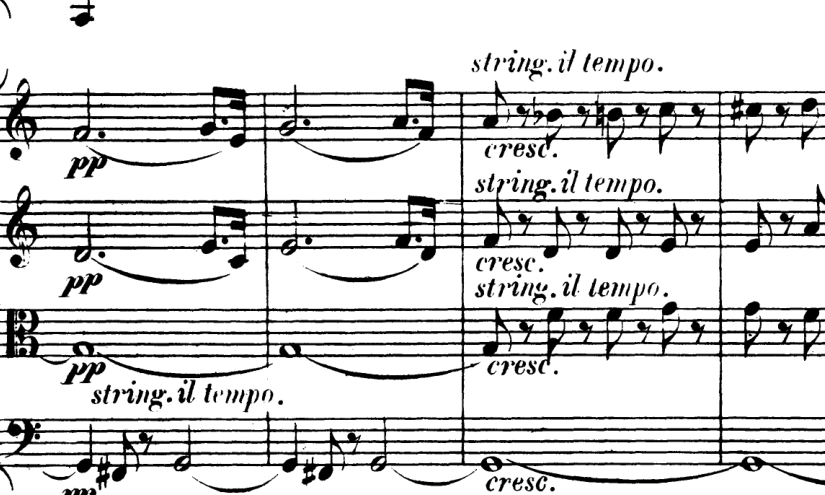 string. il tempo.
pp
cresc.
string. il tempo.
pp
cresc.
string. il tempo.
pp
cresc.
string. il tempo.
cresc.